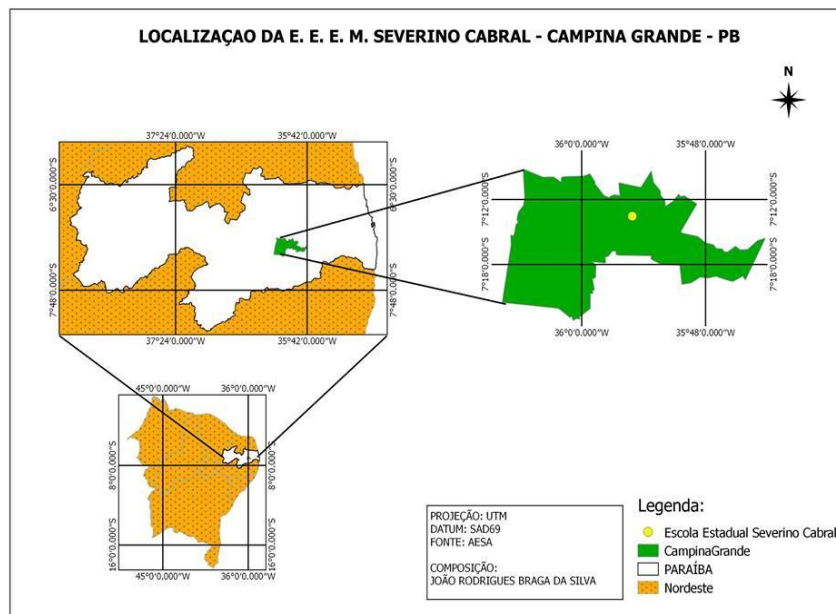 LOCALIZAÇAO DA E. E. E. M. SEVERINO CABRAL - CAMPINA GRANDE - PB
N
37°24'0.000"W
35°42'0.000"W
6°30'0.000"S
6°30'0.000"S
7°48'0.000"S
7°48'0.000"S
37°24'0.000"W
35°42'0.000"W
36°0'0.000"W
35°48'0.000"W
7°12'0.000"S
7°12'0.000"S
7°18'0.000"S
7°18'0.000"S
36°0'0.000"W
35°48'0.000"W
45°0'0.000"W
36°0'0.000"W
8°0'0.000"S
8°0'0.000"S
16°0'0.000"S
16°0'0.000"S
45°0'0.000"W
36°0'0.000"W
PROJEÇÃO: UTM
DATUM: SAD69
FONTE: AESA
COMPOSIÇÃO:
JOÃO RODRIGUES BRAGA DA SILVA
Legenda:
Escola Estadual Severino Cabral
CampinaGrande
PARAÍBA
Nordeste